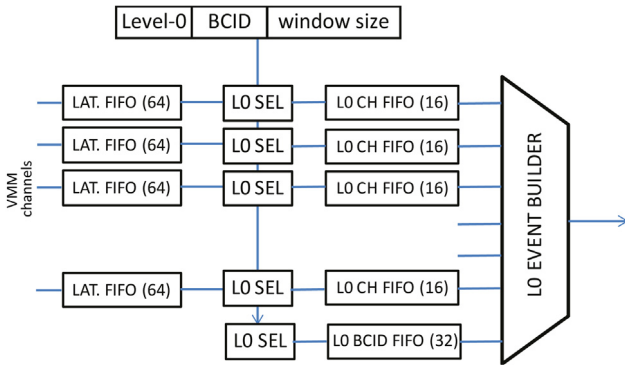 Level-0 BCID window size
LAT. FIFO (64) L0 SEL L0 CH FIFO (16)
LAT. FIFO (64) L0 SEL L0 CH FIFO (16)
LAT. FIFO (64) L0 SEL L0 CH FIFO (16)
VMM
channels
LAT. FIFO (64) L0 SEL L0 CH FIFO (16)
L0 SEL L0 BCID FIFO (32)
L0 EVENT BUILDER